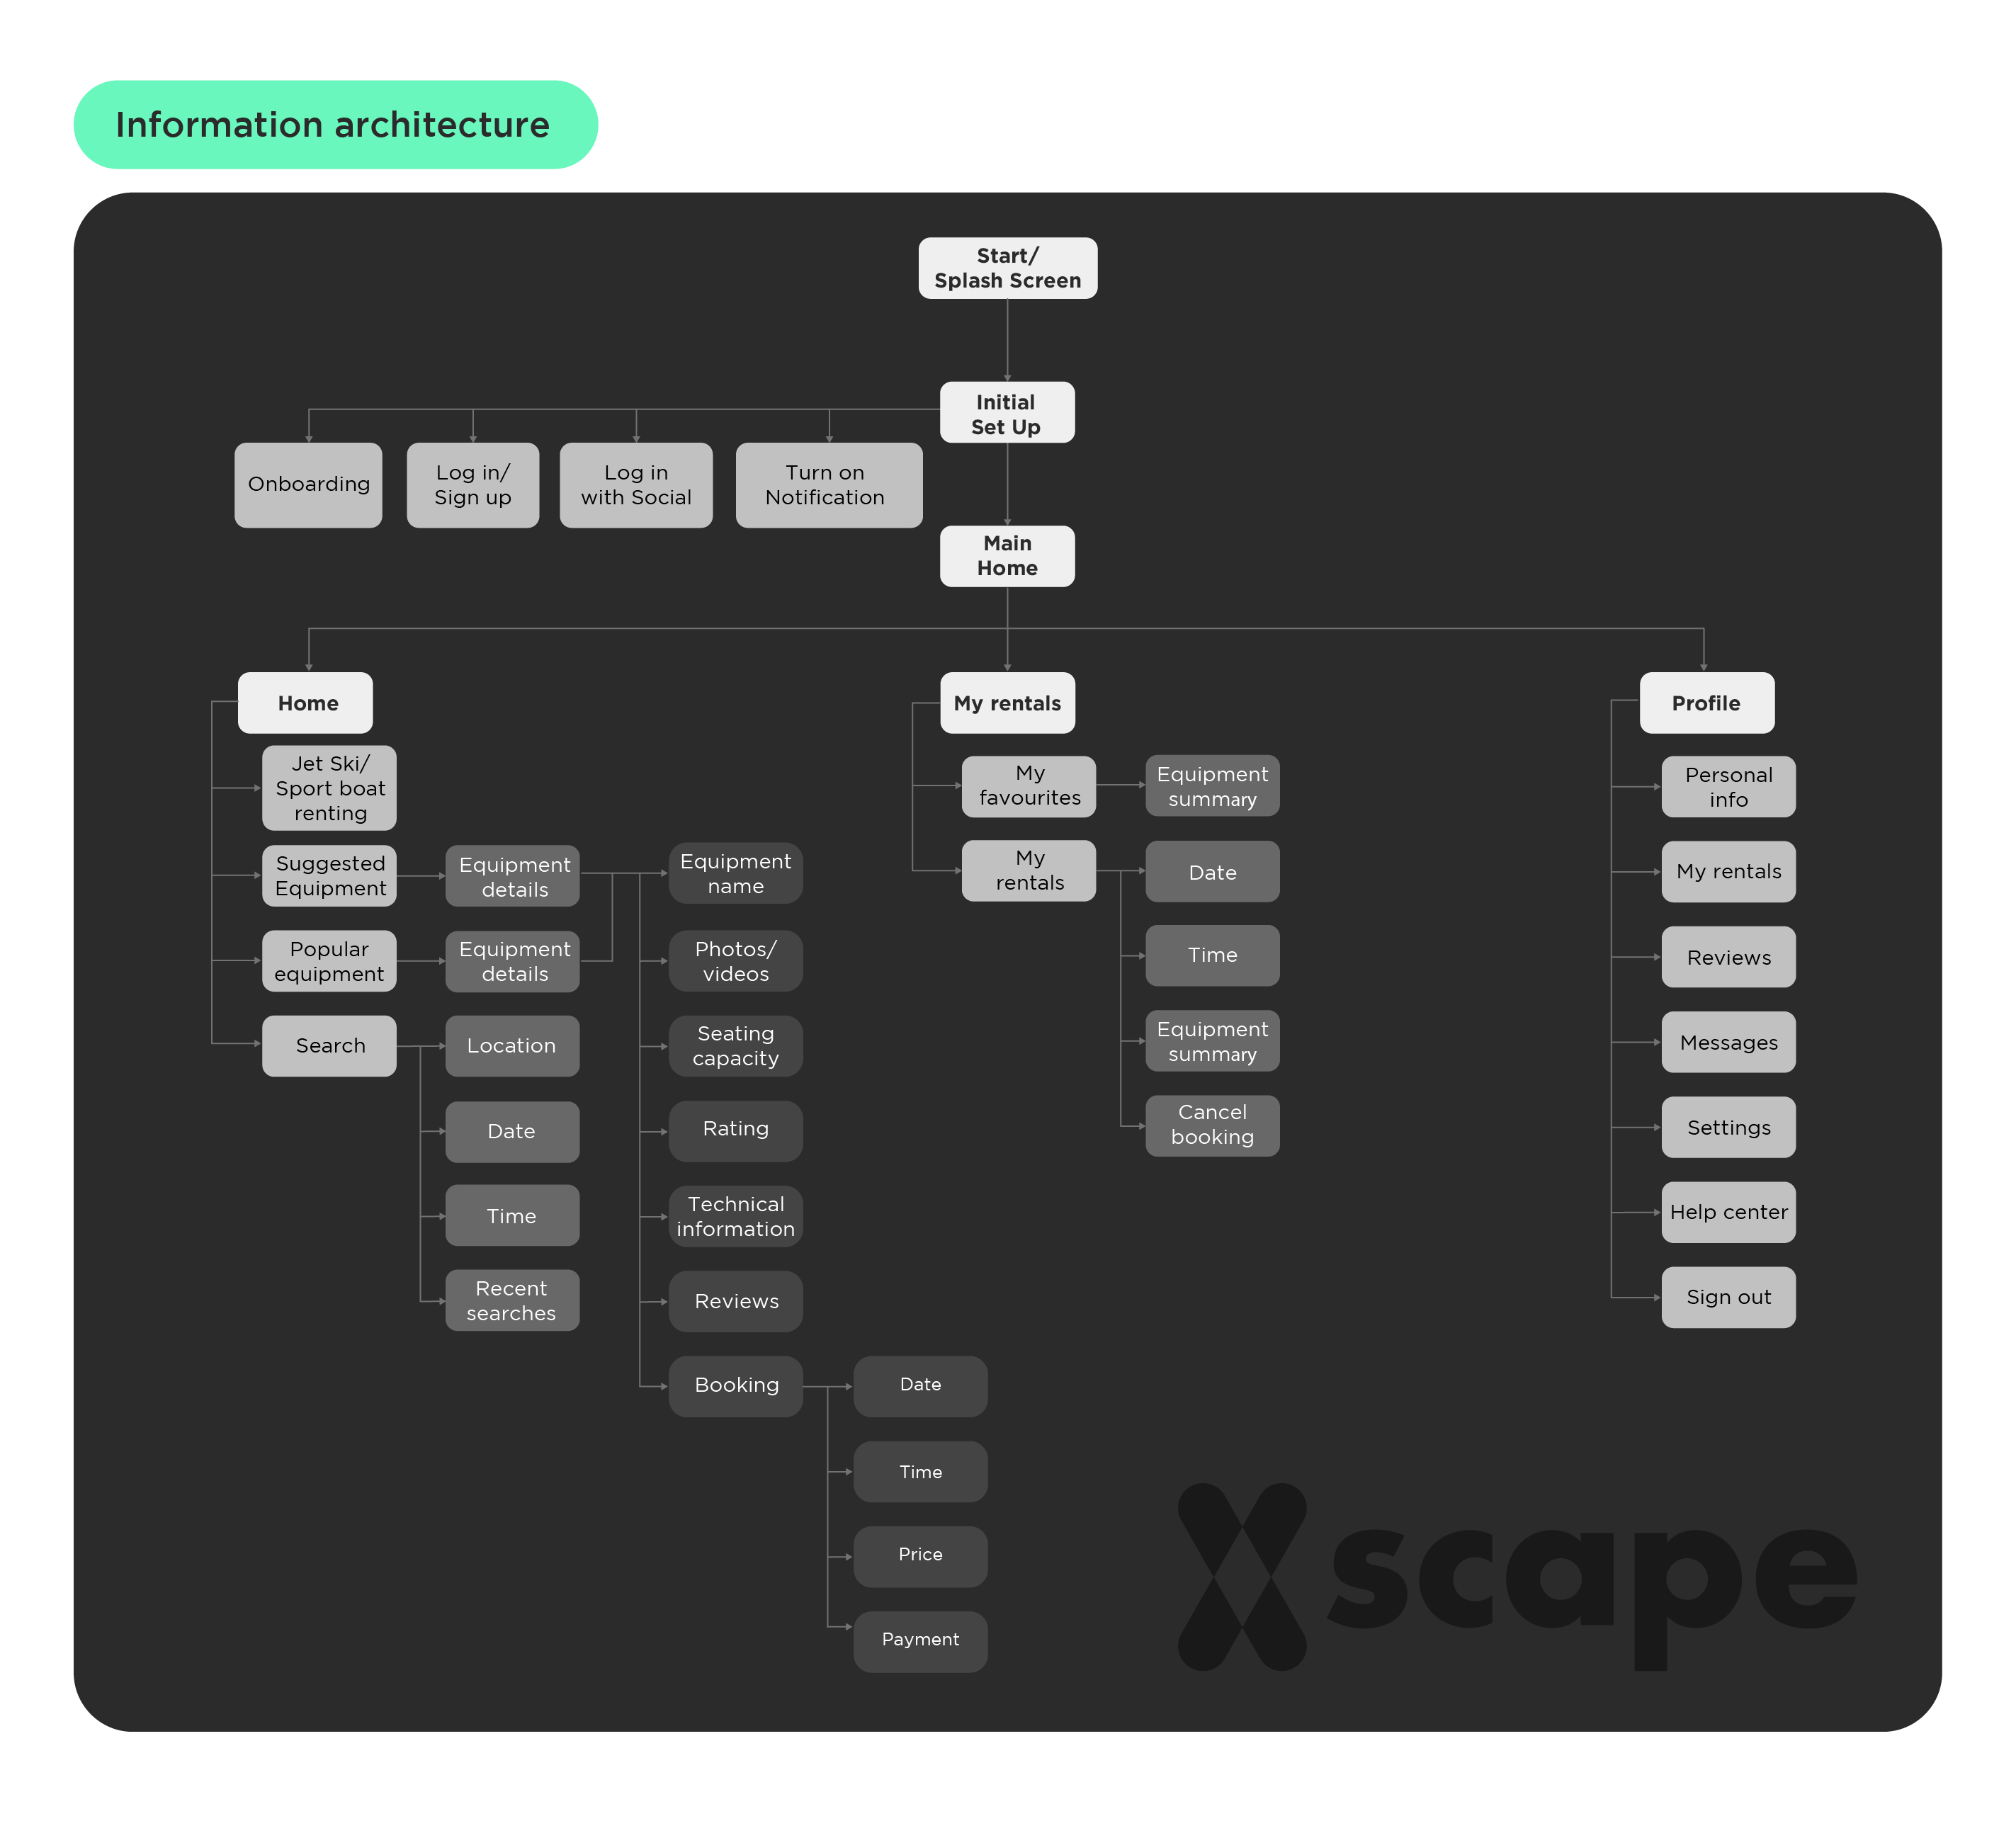 Information architecture
Start/
Splash Screen
Initial
Set Up
Onboarding
Log in/
Sign up
Log in
with Social
Turn on
Notification
Main
Home
Home
Jet Ski/
Sport boat
renting
Suggested
Equipment
Equipment
details
Equipment
name
Popular
equipment
Equipment
details
Photos/
videos
Search
Location
Seating
capacity
Date
Rating
Time
Technical
information
Recent
searches
Reviews
Booking
Date
Time
Price
Payment
My rentals
My
favourites
Equipment
summary
My
rentals
Date
Time
Equipment
summary
Cancel
booking
Profile
Personal
info
My rentals
Reviews
Messages
Settings
Help center
Sign out
Xscape